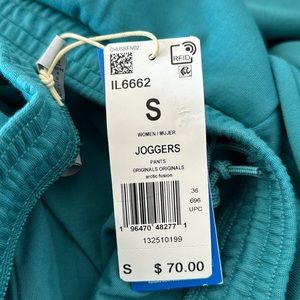 RFID
IL6662
S
WOMEN / MUJER
JOGGERS
PANTS
ORIGINALS ORIGINALS
arctic fusion
36
696
UPC
1 96470 48277 1
132510199
S $ 70.00